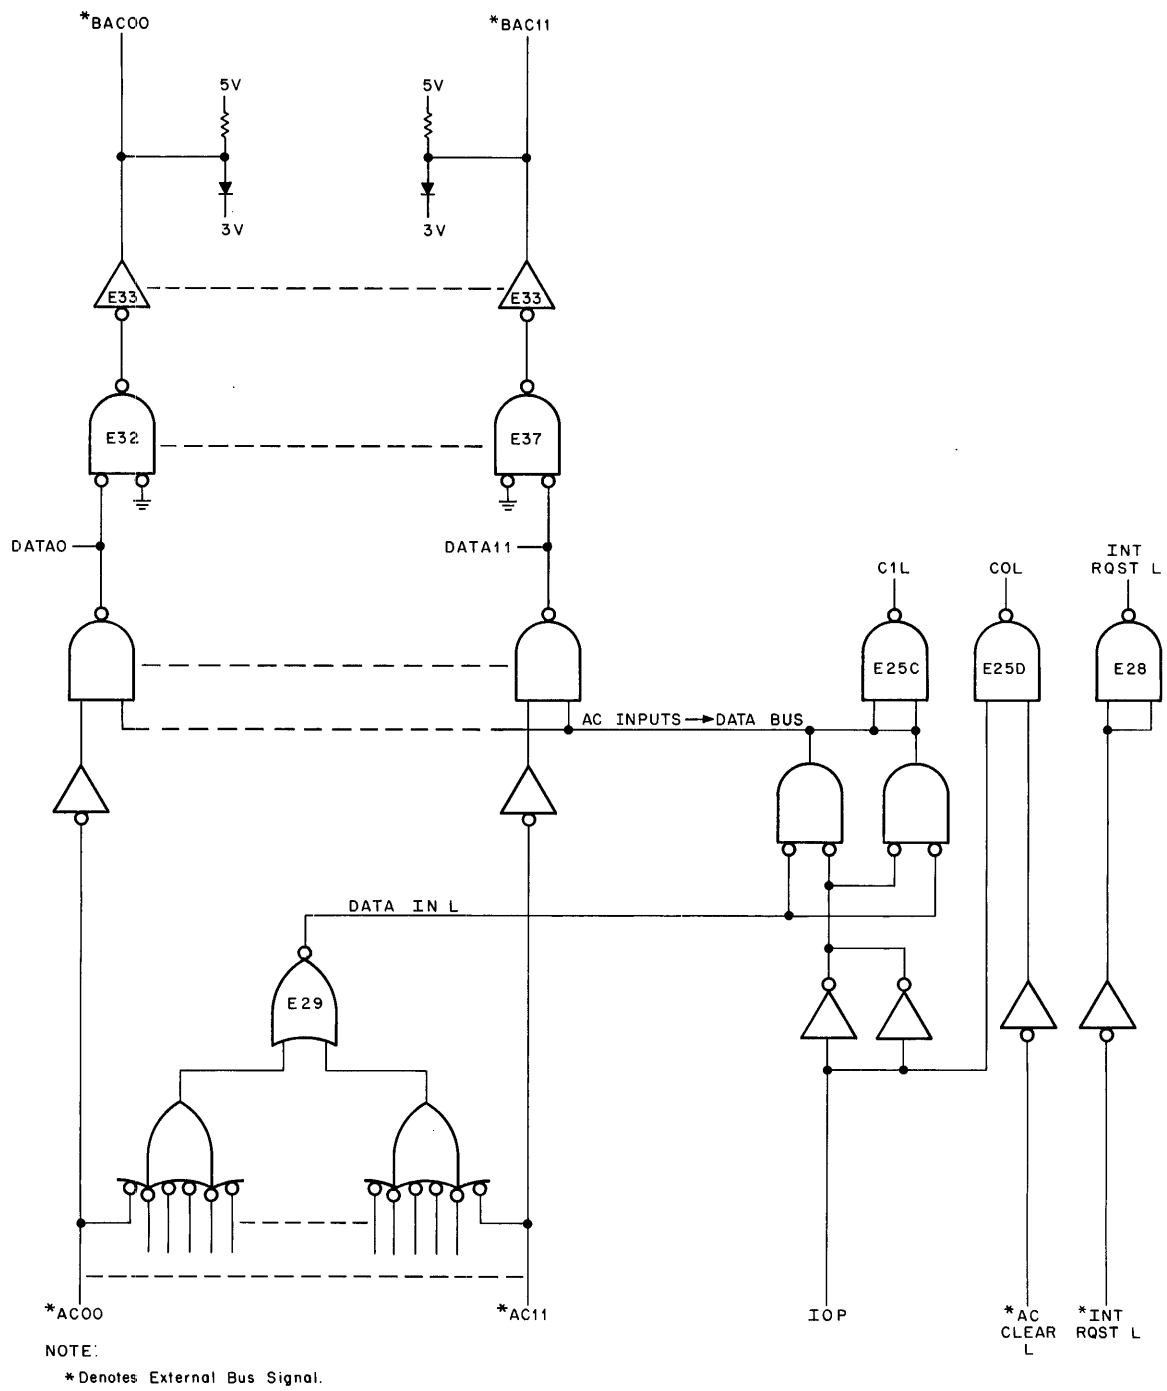 *BAC00
*BAC11
5V
5V
3V
3V
E33
E33
E32
E37
DATA0
DATA11
C1L
COL
INT
RQST L
E25C
E25D
E28
AC INPUTS→DATA BUS
DATA IN L
E29
*AC00
*AC11
IOP
*AC
CLEAR
L
*INT
RQST L
NOTE:
*Denotes External Bus Signal.